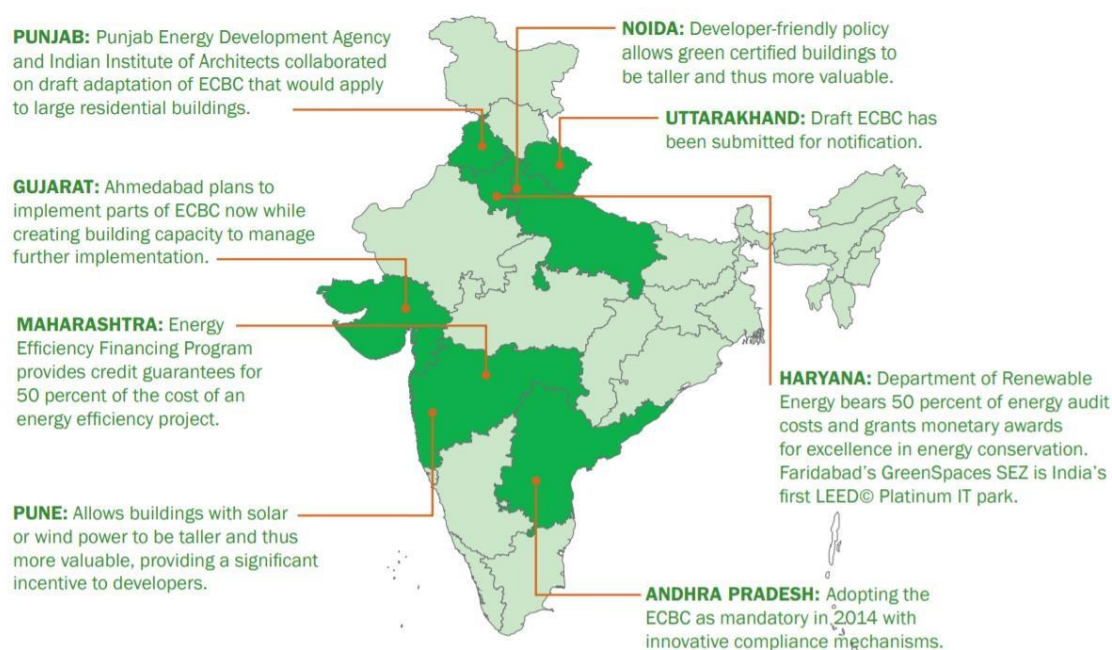 PUNJAB: Punjab Energy Development Agency
and Indian Institute of Architects collaborated
on draft adaptation of ECBC that would apply
to large residential buildings.
GUJARAT: Ahmedabad plans to
implement parts of ECBC now while
creating building capacity to manage
further implementation.
MAHARASHTRA: Energy
Efficiency Financing Program
provides credit guarantees for
50 percent of the cost of an
energy efficiency project.
PUNE: Allows buildings with solar
or wind power to be taller and thus
more valuable, providing a significant
incentive to developers.
NOIDA: Developer-friendly policy
allows green certified buildings to
be taller and thus more valuable.
UTTARAKHAND: Draft ECBC has
been submitted for notification.
HARYANA: Department of Renewable
Energy bears 50 percent of energy audit
costs and grants monetary awards
for excellence in energy conservation.
Faridabad's GreenSpaces SEZ is India's
first LEED© Platinum IT park.
ANDHRA PRADESH: Adopting the
ECBC as mandatory in 2014 with
innovative compliance mechanisms.